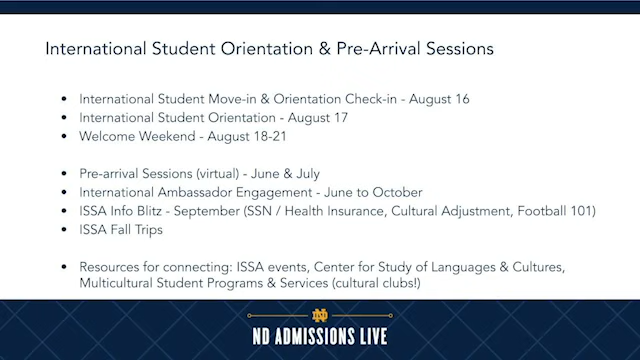 International Student Orientation & Pre-Arrival Sessions
• International Student Move-in & Orientation Check-in - August 16
• International Student Orientation - August 17
• Welcome Weekend - August 18-21
• Pre-arrival Sessions (virtual) - June & July
• International Ambassador Engagement - June to October
• ISSA Info Blitz - September (SSN / Health Insurance, Cultural Adjustment, Football 101)
• ISSA Fall Trips
• Resources for connecting: ISSA events, Center for Study of Languages & Cultures,
Multicultural Student Programs & Services (cultural clubs!)
ND
ND ADMISSIONS LIVE